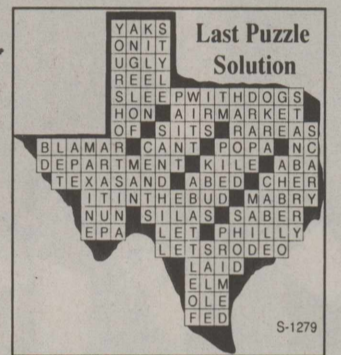 Last Puzzle
Solution
YAKS
ONIT
UGLY
REEL
SLEEPWITHDOGS
HON AIRMARKET
OF SITS RAREAS
BLAMAR CANT POPA NC
DEPARTMENT KILE ABA
TEXASAND ABED CHER
ITINTHEBUD MABRY
NUN SILAS SABER
EPA LET PHILLY
LETSRODEO
LAID
ELM
OLE
FED
S-1279